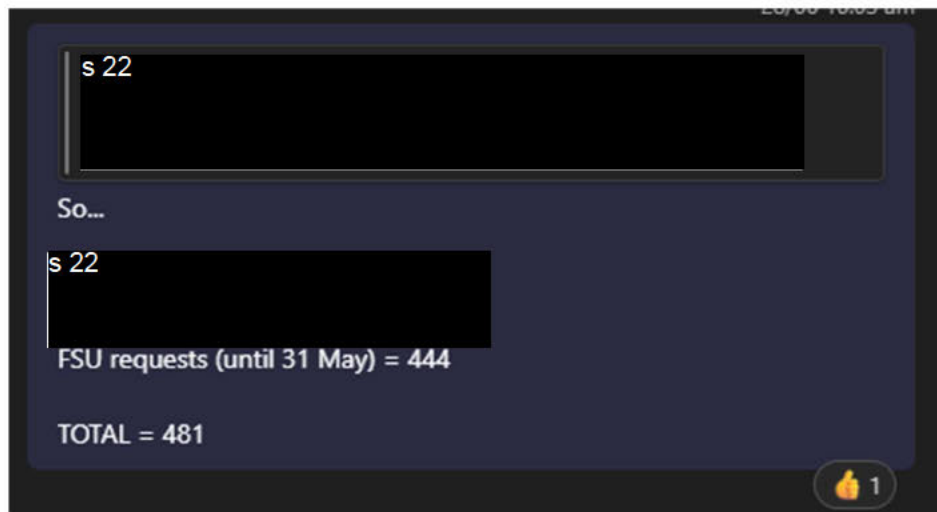 s 22
So...
s 22
FSU requests (until 31 May) = 444
TOTAL = 481
👍 1